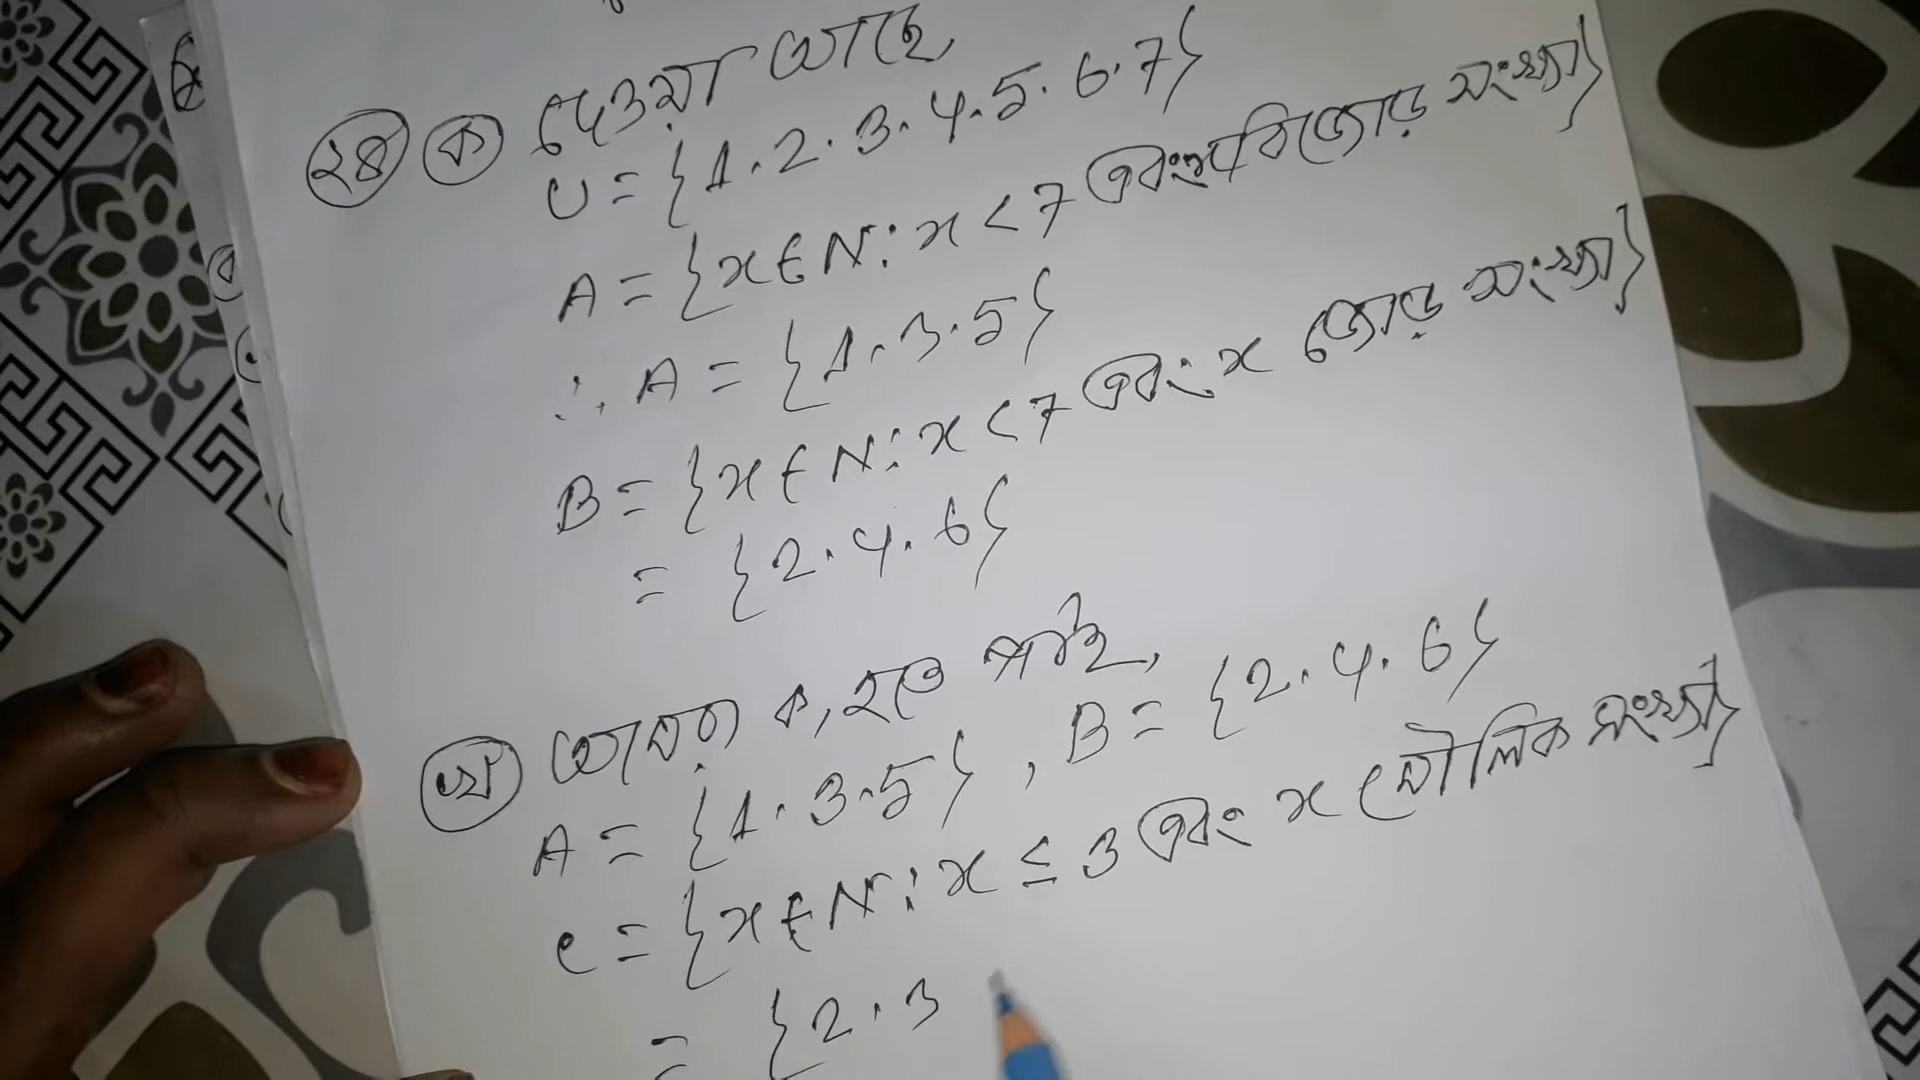 ২৪ ক দেওয়া আছে,
U = {1, 2, 3, 4, 5, 6, 7}
A = {x ∈ N : x < 7 এবং x বিজোড় সংখ্যা}
∴ A = {1, 3, 5}
B = {x ∈ N : x < 7 এবং x জোড় সংখ্যা}
= {2, 4, 6}
খ আমরা ক, হতে পাই,
A = {1, 3, 5}, B = {2, 4, 6}
C = {x ∈ N : x ≤ 3 এবং x মৌলিক সংখ্যা}
= {2, 3